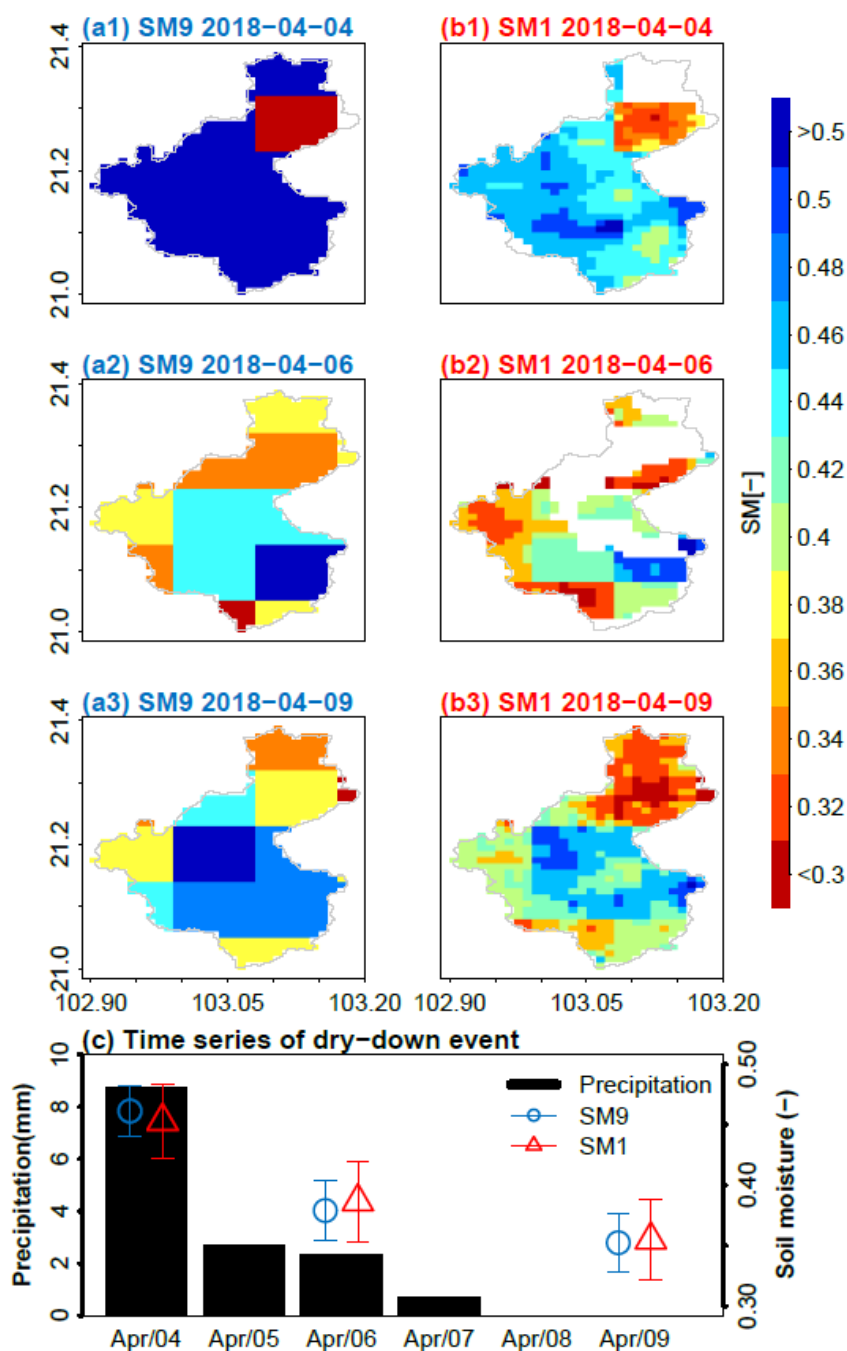 (a1) SM9 2018−04−04
(b1) SM1 2018−04−04
21.4
21.2
21.0
(a2) SM9 2018−04−06
(b2) SM1 2018−04−06
21.4
21.2
21.0
(a3) SM9 2018−04−09
(b3) SM1 2018−04−09
21.4
21.2
21.0
102.90 103.05 103.20 102.90 103.05 103.20
>0.5
0.5
0.48
0.46
0.44
0.42
0.4
0.38
0.36
0.34
0.32
<0.3
SM[−]
(c) Time series of dry−down event
Precipitation(mm)
10
8
6
4
2
0
Precipitation
SM9
SM1
0.50
0.40
0.30
Soil moisture (−)
Apr/04 Apr/05 Apr/06 Apr/07 Apr/08 Apr/09